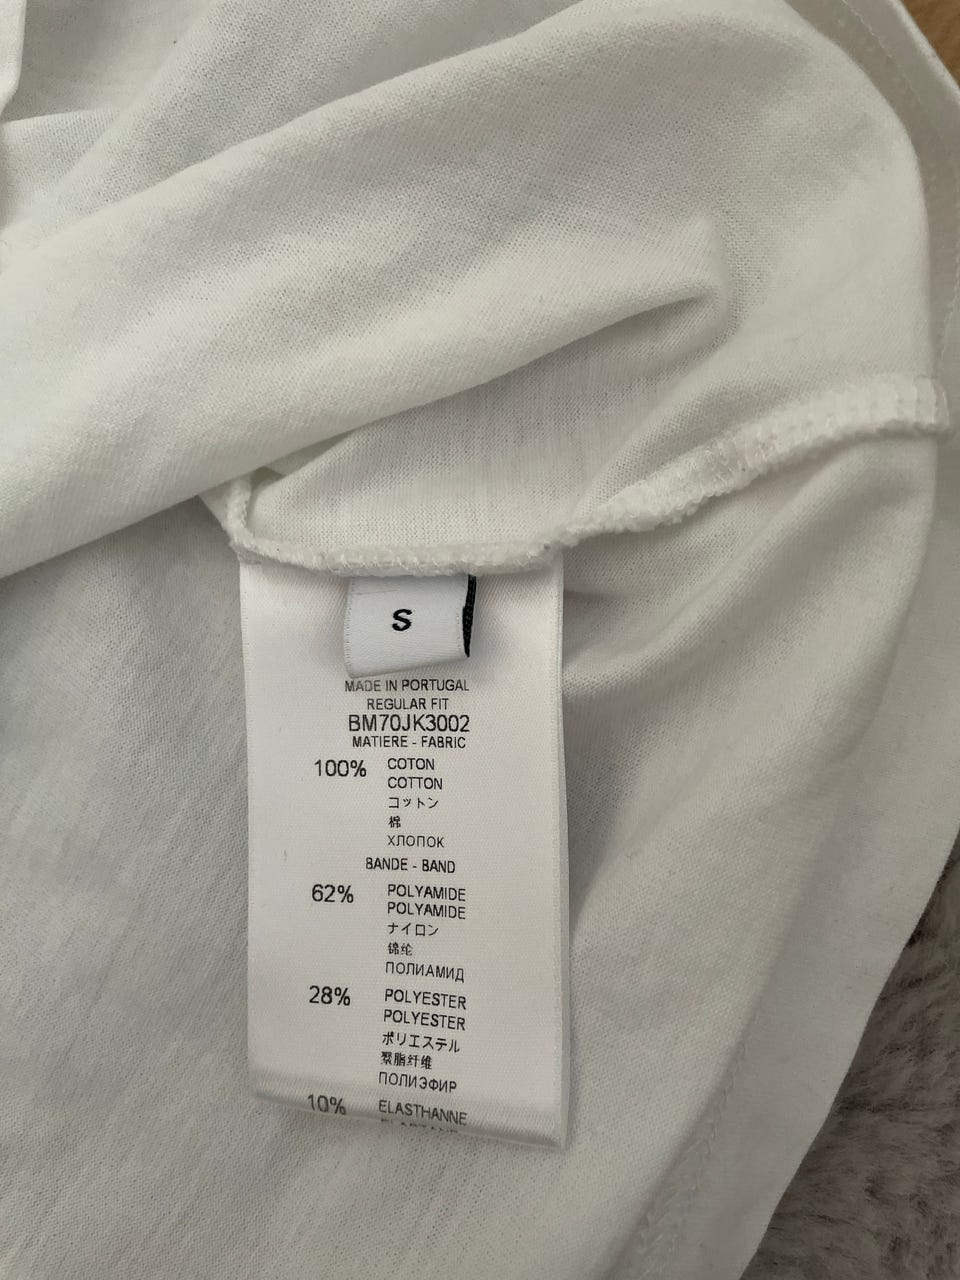 S
MADE IN PORTUGAL
REGULAR FIT
BM70JK3002
MATIERE - FABRIC
100% COTON
COTTON
コットン
棉
ХЛОПОК
BANDE - BAND
62% POLYAMIDE
POLYAMIDE
ナイロン
锦纶
ПОЛИАМИД
28% POLYESTER
POLYESTER
ポリエステル
聚脂纤维
ПОЛИЭФИР
10% ELASTHANNE